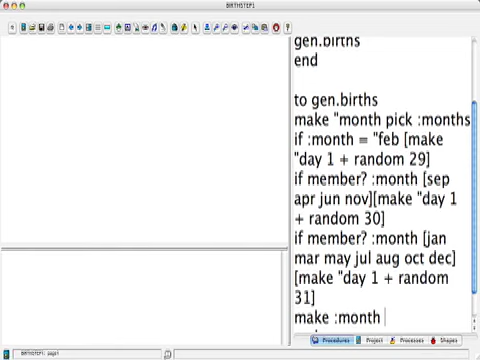 BIRTHSTEP1
gen.births
end
to gen.births
make "month pick :months
if :month = "feb [make
"day 1 + random 29]
if member? :month [sep
apr jun nov][make "day 1
+ random 30]
if member? :month [jan
mar may jul aug oct dec]
[make "day 1 + random
31]
make :month
Procedures Project Processes Shapes
BIRTHSTEP1: page1